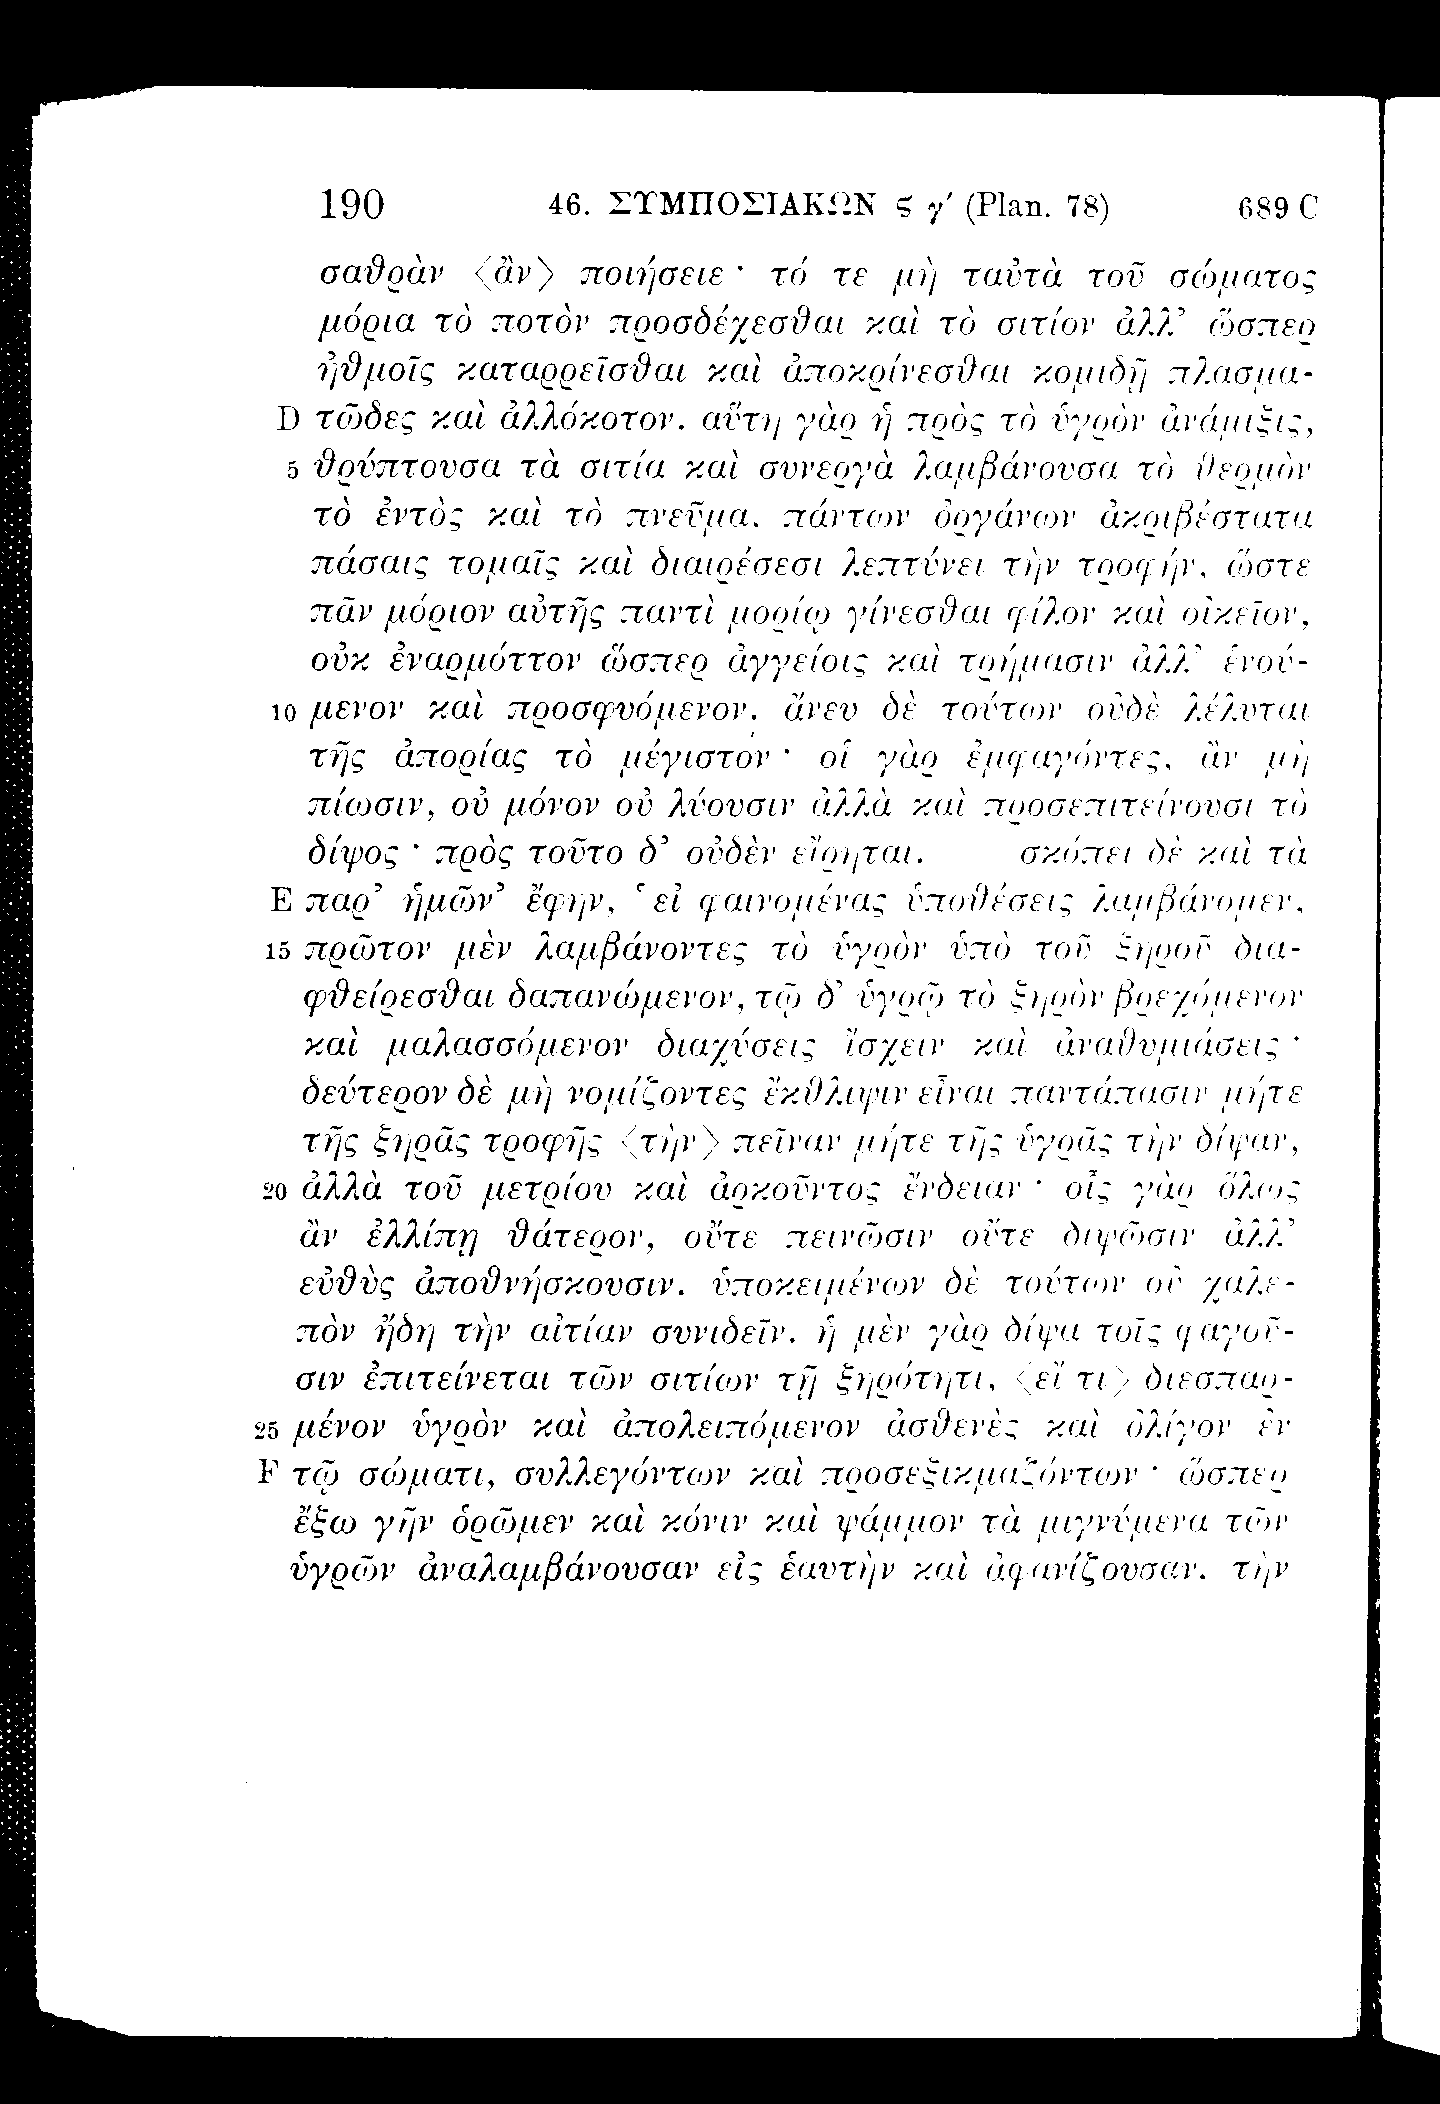 190 46. ΣΥΜΠΟΣΙΑΚΩΝ ϛ γ′ (Plan. 78) 689 C
σαθρὰν ⟨ἂν⟩ ποιήσειε · τό τε μὴ ταὐτὰ τοῦ σώματος
μόρια τὸ ποτὸν προσδέχεσθαι καὶ τὸ σιτίον ἀλλ’ ὥσπερ
ἠθμοῖς καταρρεῖσθαι καὶ ἀποκρίνεσθαι κομιδῇ πλασμα-
D τῶδες καὶ ἀλλόκοτον. αὕτη γὰρ ἡ πρὸς τὸ ὑγρὸν ἀνάμιξις,
5 θρύπτουσα τὰ σιτία καὶ συνεργὰ λαμβάνουσα τὸ θερμὸν
τὸ ἐντὸς καὶ τὸ πνεῦμα, πάντων ὀργάνων ἀκριβέστατα
πάσαις τομαῖς καὶ διαιρέσεσι λεπτύνει τὴν τροφήν, ὥστε
πᾶν μόριον αὐτῆς παντὶ μορίῳ γίνεσθαι φίλον καὶ οἰκεῖον,
οὐκ ἐναρμόττον ὥσπερ ἀγγείοις καὶ τρήμασιν ἀλλ’ ἑνού-
10 μενον καὶ προσφυόμενον. ἄνευ δὲ τούτων οὐδὲ λέλυται
τῆς ἀπορίας τὸ μέγιστον · οἱ γὰρ ἐμφαγόντες, ἂν μὴ
πίωσιν, οὐ μόνον οὐ λύουσιν ἀλλὰ καὶ προσεπιτείνουσι τὸ
δίψος · πρὸς τοῦτο δ’ οὐδὲν εἴρηται. σκόπει δὲ καὶ τὰ
E παρ’ ἡμῶν’ ἔφην, ‘εἰ φαινομένας ὑποθέσεις λαμβάνομεν,
15 πρῶτον μὲν λαμβάνοντες τὸ ὑγρὸν ὑπὸ τοῦ ξηροῦ δια-
φθείρεσθαι δαπανώμενον, τῷ δ’ ὑγρῷ τὸ ξηρὸν βρεχόμενον
καὶ μαλασσόμενον διαχύσεις ἴσχειν καὶ ἀναθυμιάσεις ·
δεύτερον δὲ μὴ νομίζοντες ἔκθλιψιν εἶναι παντάπασιν μήτε
τῆς ξηρᾶς τροφῆς ⟨τὴν⟩ πεῖναν μήτε τῆς ὑγρᾶς τὴν δίψαν,
20 ἀλλὰ τοῦ μετρίου καὶ ἀρκοῦντος ἔνδειαν · οἷς γὰρ ὅλως
ἂν ἐλλίπῃ θάτερον, οὔτε πεινῶσιν οὔτε διψῶσιν ἀλλ’
εὐθὺς ἀποθνήσκουσιν. ὑποκειμένων δὲ τούτων οὐ χαλε-
πὸν ἤδη τὴν αἰτίαν συνιδεῖν. ἡ μὲν γὰρ δίψα τοῖς φαγοῦ-
σιν ἐπιτείνεται τῶν σιτίων τῇ ξηρότητι, ⟨εἴ τι⟩ διεσπαρ-
25 μένον ὑγρὸν καὶ ἀπολειπόμενον ἀσθενὲς καὶ ὀλίγον ἐν
F τῷ σώματι, συλλεγόντων καὶ προσεξικμαζόντων · ὥσπερ
ἔξω γῆν ὁρῶμεν καὶ κόνιν καὶ ψάμμον τὰ μιγνύμενα τῶν
ὑγρῶν ἀναλαμβάνουσαν εἰς ἑαυτὴν καὶ ἀφανίζουσαν. τὴν